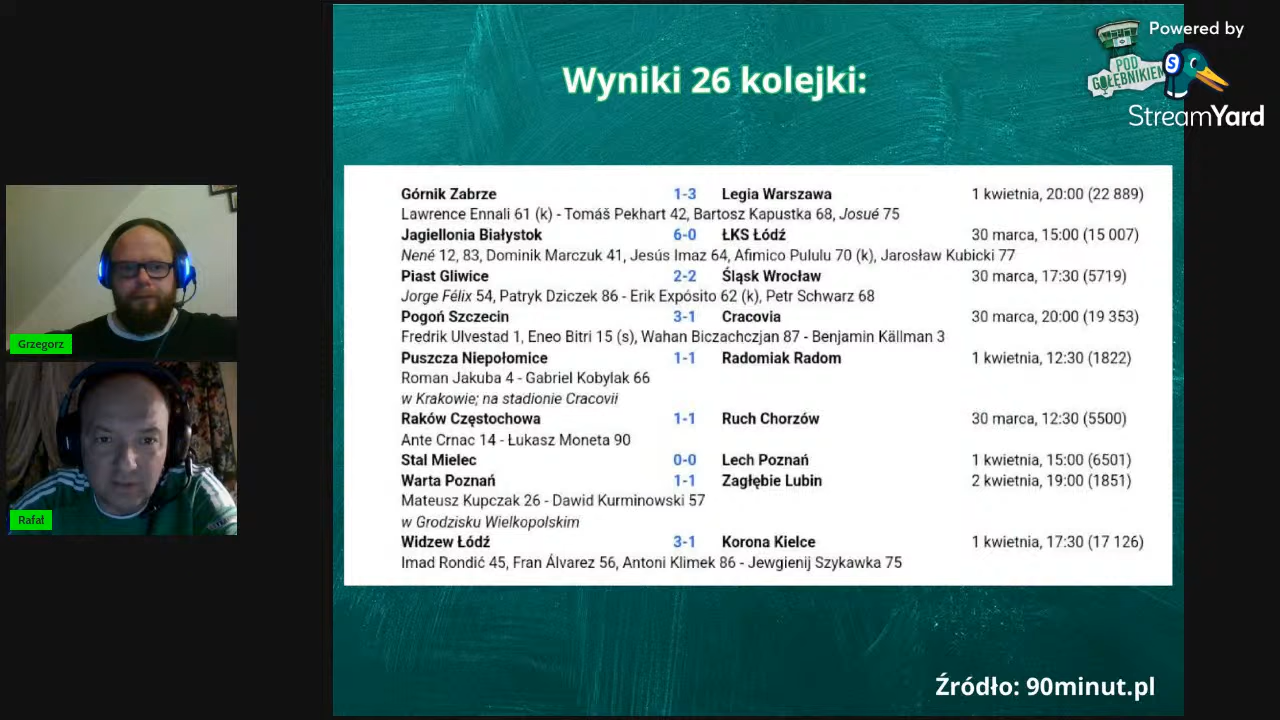 Powered by
StreamYard
POD
GOŁĘBNIKIEM
Wyniki 26 kolejki:
Górnik Zabrze 1-3 Legia Warszawa 1 kwietnia, 20:00 (22 889)
Lawrence Ennali 61 (k) - Tomáš Pekhart 42, Bartosz Kapustka 68, Josué 75
Jagiellonia Białystok 6-0 ŁKS Łódź 30 marca, 15:00 (15 007)
Nené 12, 83, Dominik Marczuk 41, Jesús Imaz 64, Afimico Pululu 70 (k), Jarosław Kubicki 77
Piast Gliwice 2-2 Śląsk Wrocław 30 marca, 17:30 (5719)
Jorge Félix 54, Patryk Dziczek 86 - Erik Expósito 62 (k), Petr Schwarz 68
Pogoń Szczecin 3-1 Cracovia 30 marca, 20:00 (19 353)
Fredrik Ulvestad 1, Eneo Bitri 15 (s), Wahan Biczachczjan 87 - Benjamin Källman 3
Puszcza Niepołomice 1-1 Radomiak Radom 1 kwietnia, 12:30 (1822)
Roman Jakuba 4 - Gabriel Kobylak 66
w Krakowie; na stadionie Cracovii
Raków Częstochowa 1-1 Ruch Chorzów 30 marca, 12:30 (5500)
Ante Crnac 14 - Łukasz Moneta 90
Stal Mielec 0-0 Lech Poznań 1 kwietnia, 15:00 (6501)
Warta Poznań 1-1 Zagłębie Lubin 2 kwietnia, 19:00 (1851)
Mateusz Kupczak 26 - Dawid Kurminowski 57
w Grodzisku Wielkopolskim
Widzew Łódź 3-1 Korona Kielce 1 kwietnia, 17:30 (17 126)
Imad Rondić 45, Fran Álvarez 56, Antoni Klimek 86 - Jewgienij Szykawka 75
Grzegorz
Rafał
Źródło: 90minut.pl